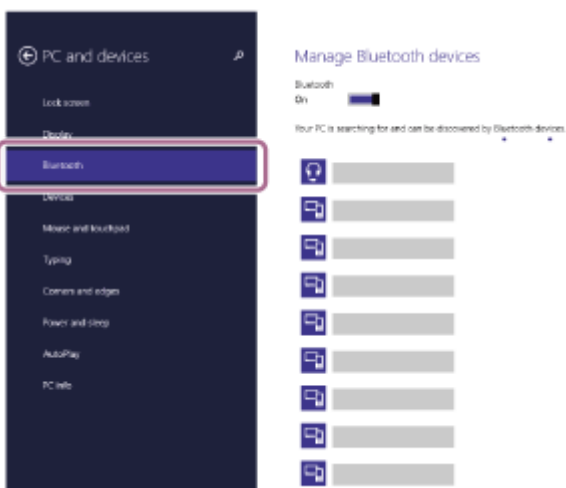 PC and devices
Lock screen
Display
Bluetooth
Devices
Mouse and touchpad
Typing
Corners and edges
Power and sleep
AutoPlay
PC info
Manage Bluetooth devices
Bluetooth
On
Your PC is searching for and can be discovered by Bluetooth devices.